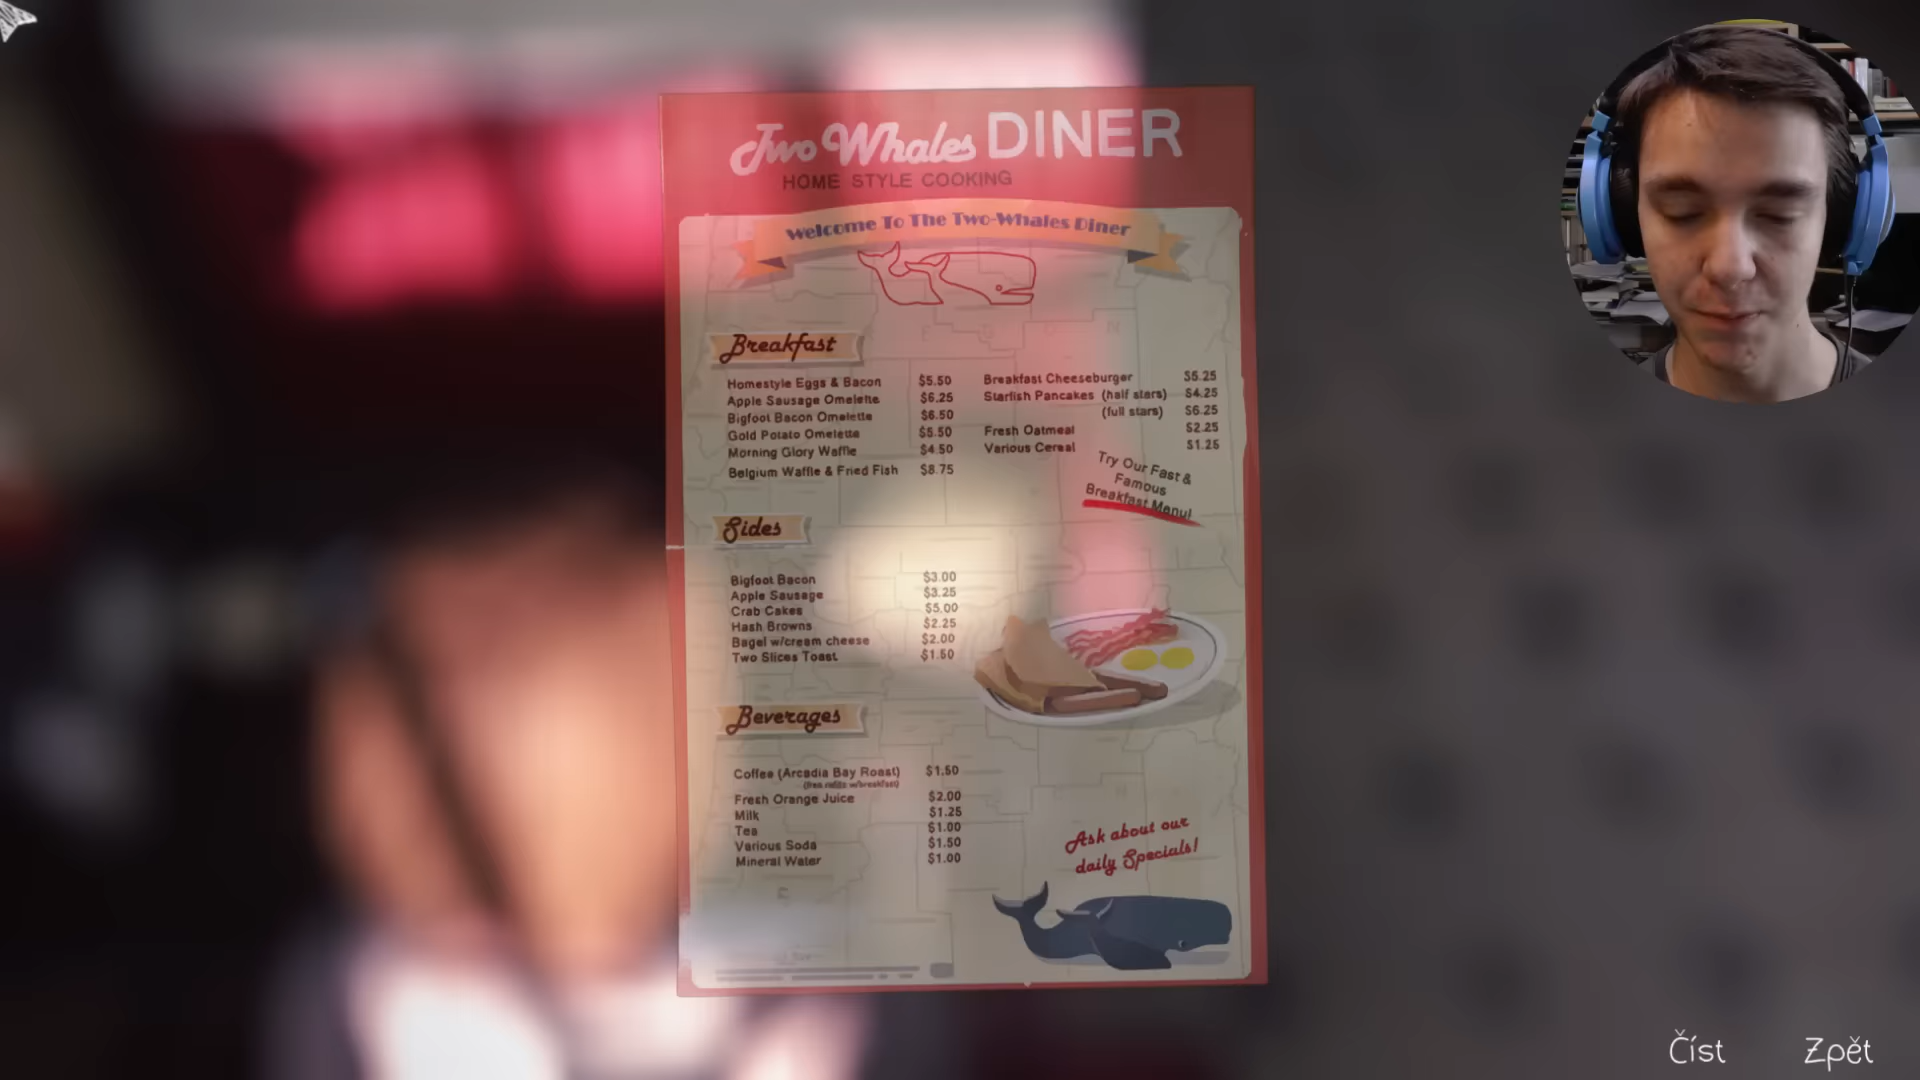 Two Whales DINER
HOME STYLE COOKING
Welcome To The Two-Whales Diner
Breakfast
Homestyle Eggs & Bacon $5.50
Apple Sausage Omelette $6.25
Bigfoot Bacon Omelette $6.50
Gold Potato Omelette $5.50
Morning Glory Waffle $4.50
Belgium Waffle & Fried Fish $8.75
Breakfast Cheeseburger $5.25
Starfish Pancakes (half stars) $4.25
(full stars) $6.25
Fresh Oatmeal $2.25
Various Cereal $1.25
Try Our Fast &
Famous
Breakfast Menu!
Sides
Bigfoot Bacon $3.00
Apple Sausage $3.25
Crab Cakes $5.00
Hash Browns $2.25
Bagel w/cream cheese $2.00
Two Slices Toast $1.50
Beverages
Coffee (Arcadia Bay Roast) $1.50
(free refills w/breakfast)
Fresh Orange Juice $2.00
Milk $1.25
Tea $1.00
Various Soda $1.50
Mineral Water $1.00
Ask about our
daily Specials!
Číst Zpět